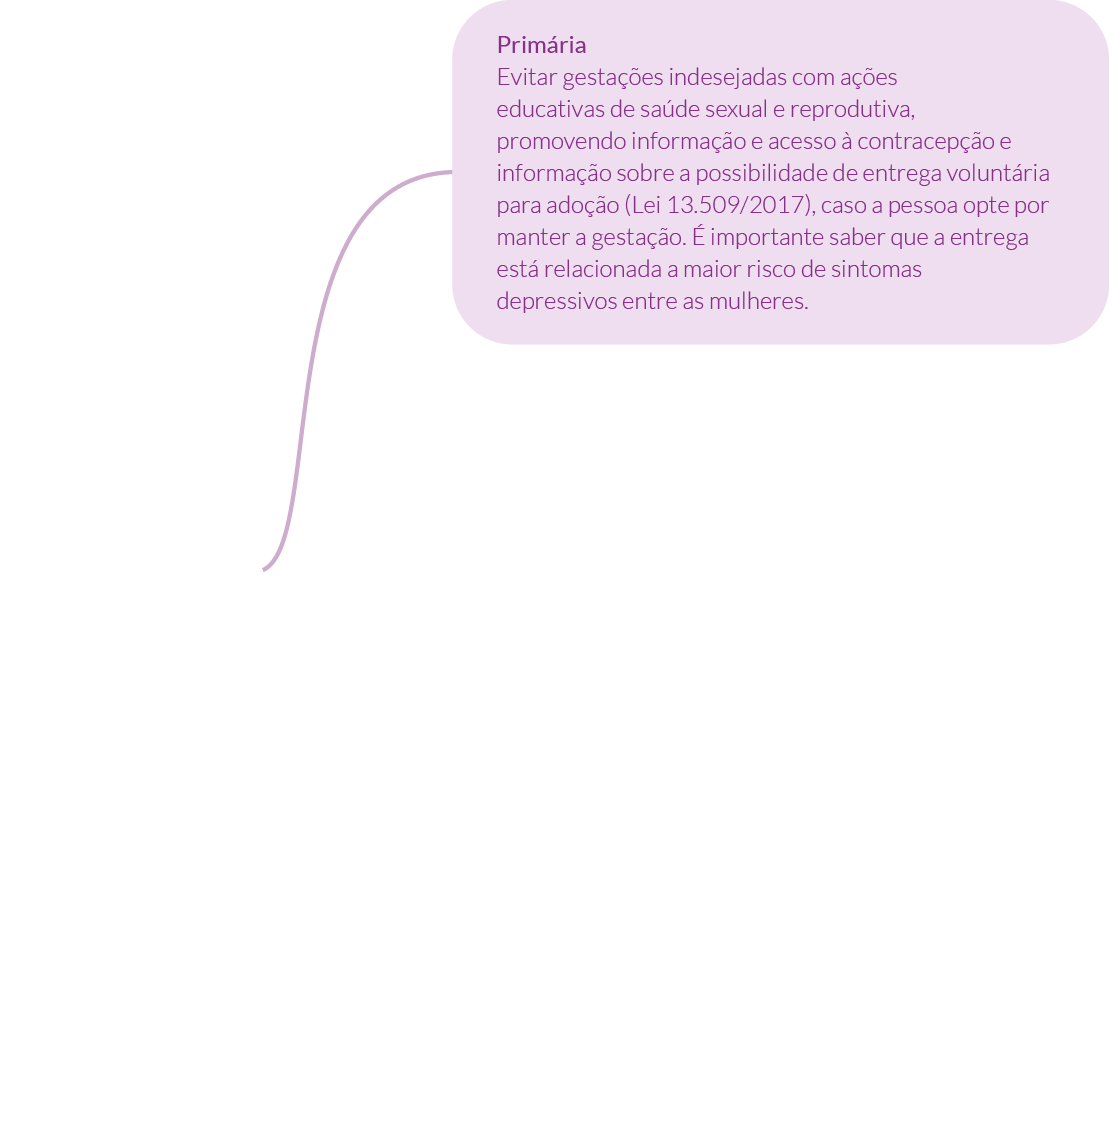 Primária
Evitar gestações indesejadas com ações
educativas de saúde sexual e reprodutiva,
promovendo informação e acesso à contracepção e
informação sobre a possibilidade de entrega voluntária
para adoção (Lei 13.509/2017), caso a pessoa opte por
manter a gestação. É importante saber que a entrega
está relacionada a maior risco de sintomas
depressivos entre as mulheres.